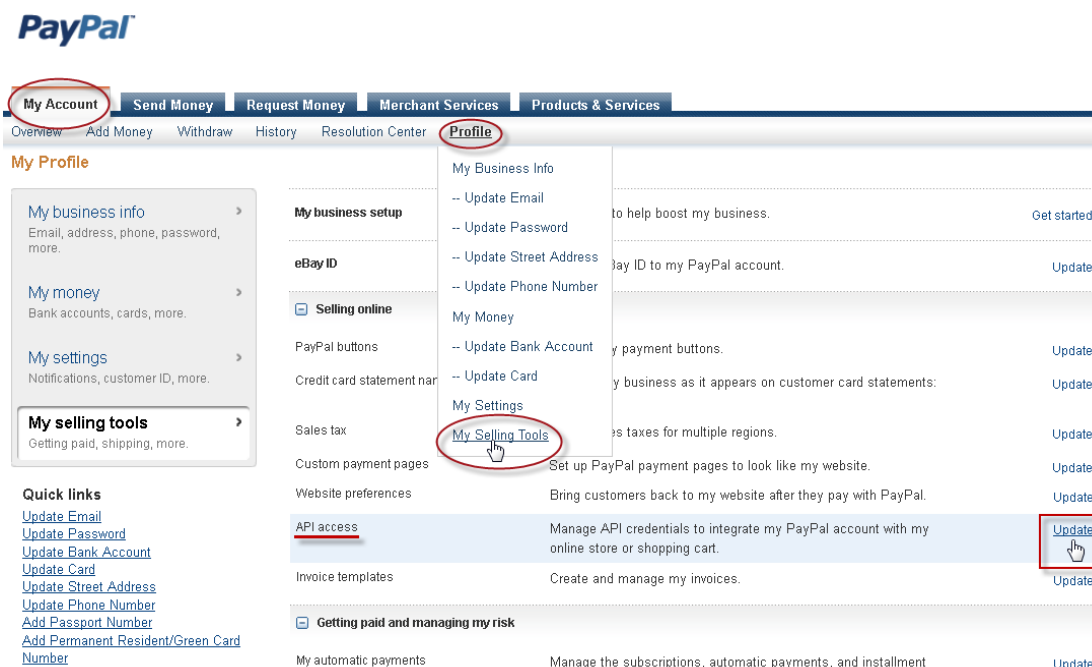 PayPal
My Account Send Money Request Money Merchant Services Products & Services
Overview Add Money Withdraw History Resolution Center Profile
My Profile
My business info
Email, address, phone, password,
more.
My money
Bank accounts, cards, more.
My settings
Notifications, customer ID, more.
My selling tools
Getting paid, shipping, more.
Quick links
Update Email
Update Password
Update Bank Account
Update Card
Update Street Address
Update Phone Number
Add Passport Number
Add Permanent Resident/Green Card
Number
My Business Info
-- Update Email
-- Update Password
-- Update Street Address
-- Update Phone Number
My Money
-- Update Bank Account
-- Update Card
My Settings
My Selling Tools
My business setup to help boost my business. Get started
eBay ID ID to my PayPal account. Update
Selling online
PayPal buttons payment buttons. Update
Credit card statement business as it appears on customer card statements: Update
Sales tax taxes for multiple regions. Update
Custom payment pages Set up PayPal payment pages to look like my website. Update
Website preferences Bring customers back to my website after they pay with PayPal. Update
API access Manage API credentials to integrate my PayPal account with my Update
online store or shopping cart.
Invoice templates Create and manage my invoices. Update
Getting paid and managing my risk
My automatic payments Manage the subscriptions, automatic payments, and installment Update